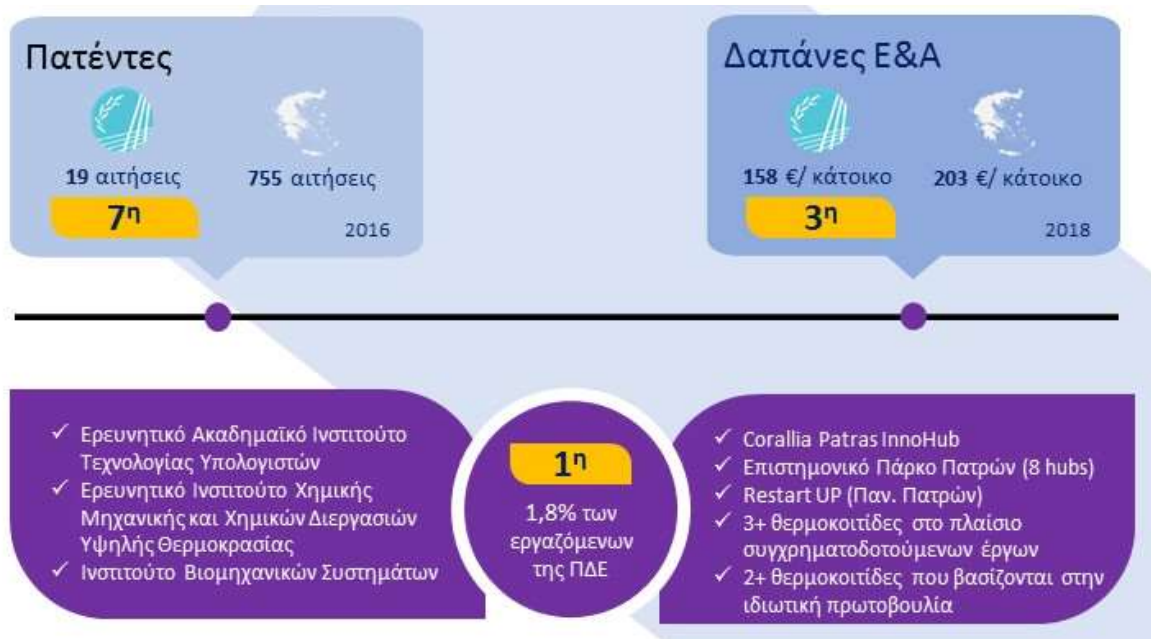 Πατέντες
19 αιτήσεις
755 αιτήσεις
7η
2016
Δαπάνες Ε&Α
158 €/ κάτοικο
203 €/ κάτοικο
3η
2018
✓ Ερευνητικό Ακαδημαϊκό Ινστιτούτο
Τεχνολογίας Υπολογιστών
✓ Ερευνητικό Ινστιτούτο Χημικής
Μηχανικής και Χημικών Διεργασιών
Υψηλής Θερμοκρασίας
✓ Ινστιτούτο Βιομηχανικών Συστημάτων
1η
1,8% των
εργαζόμενων
της ΠΔΕ
✓ Corallia Patras InnoHub
✓ Επιστημονικό Πάρκο Πατρών (8 hubs)
✓ Restart UP (Παν. Πατρών)
✓ 3+ θερμοκοιτίδες στο πλαίσιο
συγχρηματοδοτούμενων έργων
✓ 2+ θερμοκοιτίδες που βασίζονται στην
ιδιωτική πρωτοβουλία